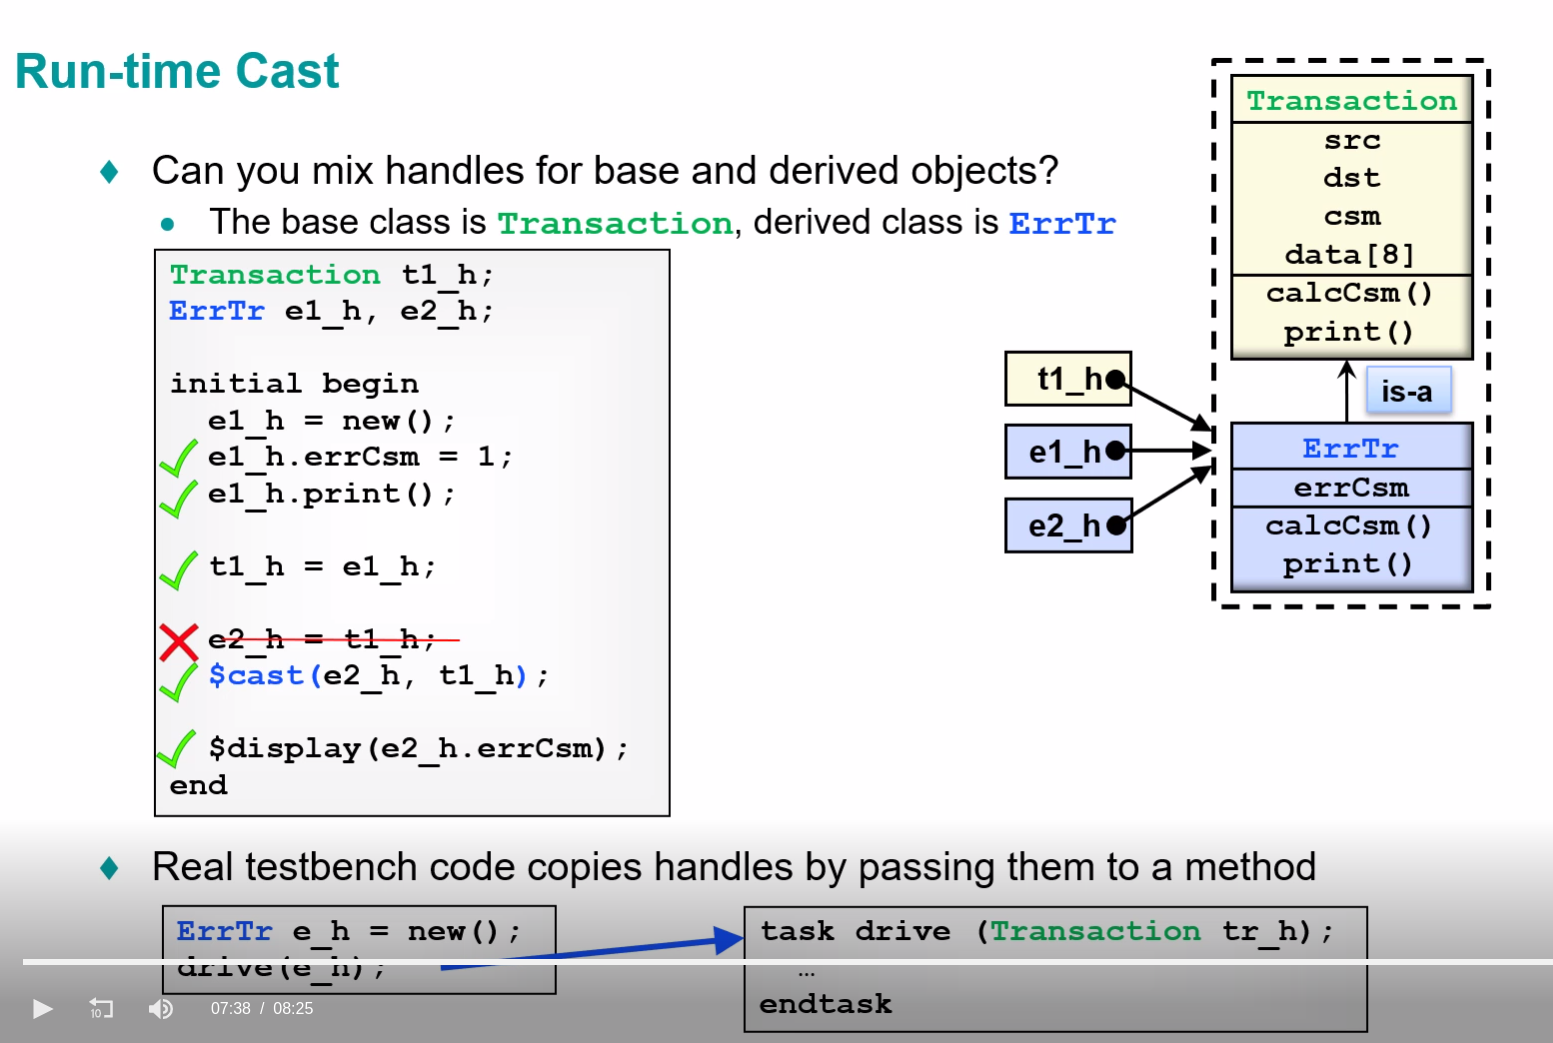 Run-time Cast
Can you mix handles for base and derived objects?
The base class is Transaction, derived class is ErrTr
Transaction t1_h;
ErrTr e1_h, e2_h;
initial begin
e1_h = new();
e1_h.errCsm = 1;
e1_h.print();
t1_h = e1_h;
e2_h = t1_h;
$cast(e2_h, t1_h);
$display(e2_h.errCsm);
end
Transaction
src
dst
csm
data[8]
calcCsm()
print()
is-a
t1_h
e1_h
e2_h
ErrTr
errCsm
calcCsm()
print()
Real testbench code copies handles by passing them to a method
ErrTr e_h = new();
drive(e_h);
task drive (Transaction tr_h);
...
endtask
10
07:38 / 08:25